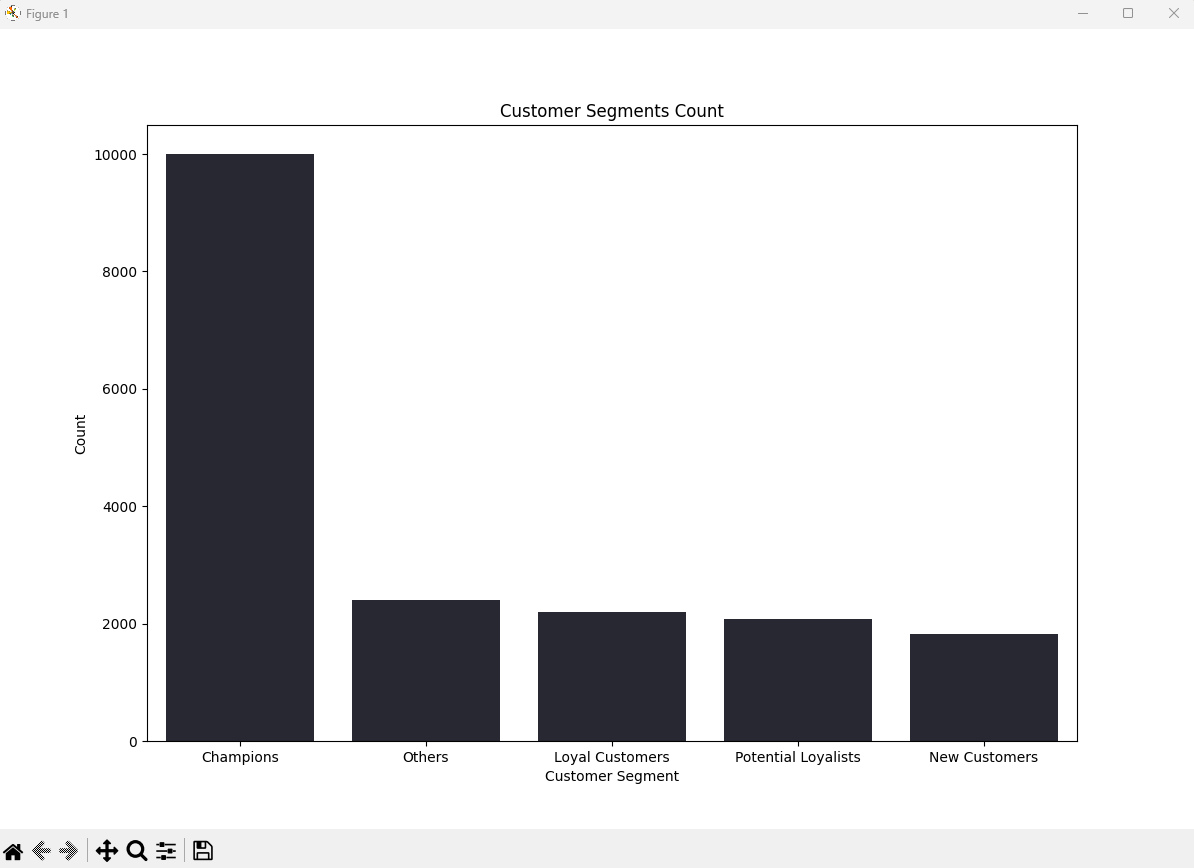 Figure 1
Customer Segments Count
10000
8000
6000
4000
2000
0
Count
Champions
Others
Loyal Customers
Potential Loyalists
New Customers
Customer Segment